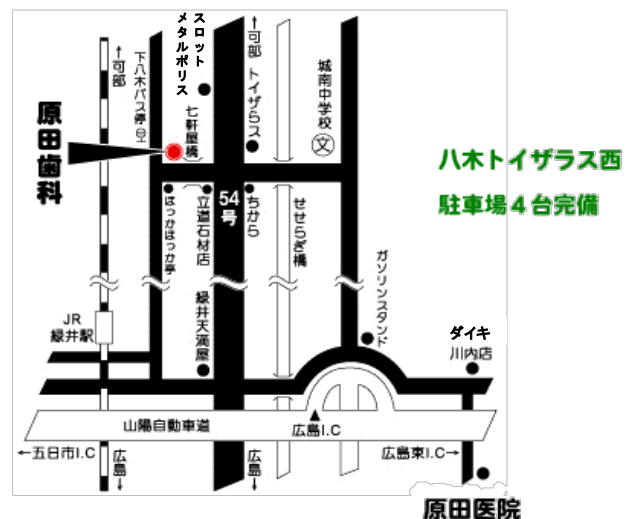 スロット
メタルポリス
↑可部
下八木バス停
↑可部
トイザらス
城南中学校
文
七軒屋橋
原田歯科
八木トイザラス西
駐車場4台完備
54号
ほっかほっか亭
立道石材店
ちから
せせらぎ橋
ガソリンスタンド
JR
緑井駅
緑井天満屋
ダイキ
川内店
山陽自動車道
広島I.C
←五日市I.C
広島↓
広島↓
広島東I.C→
原田医院